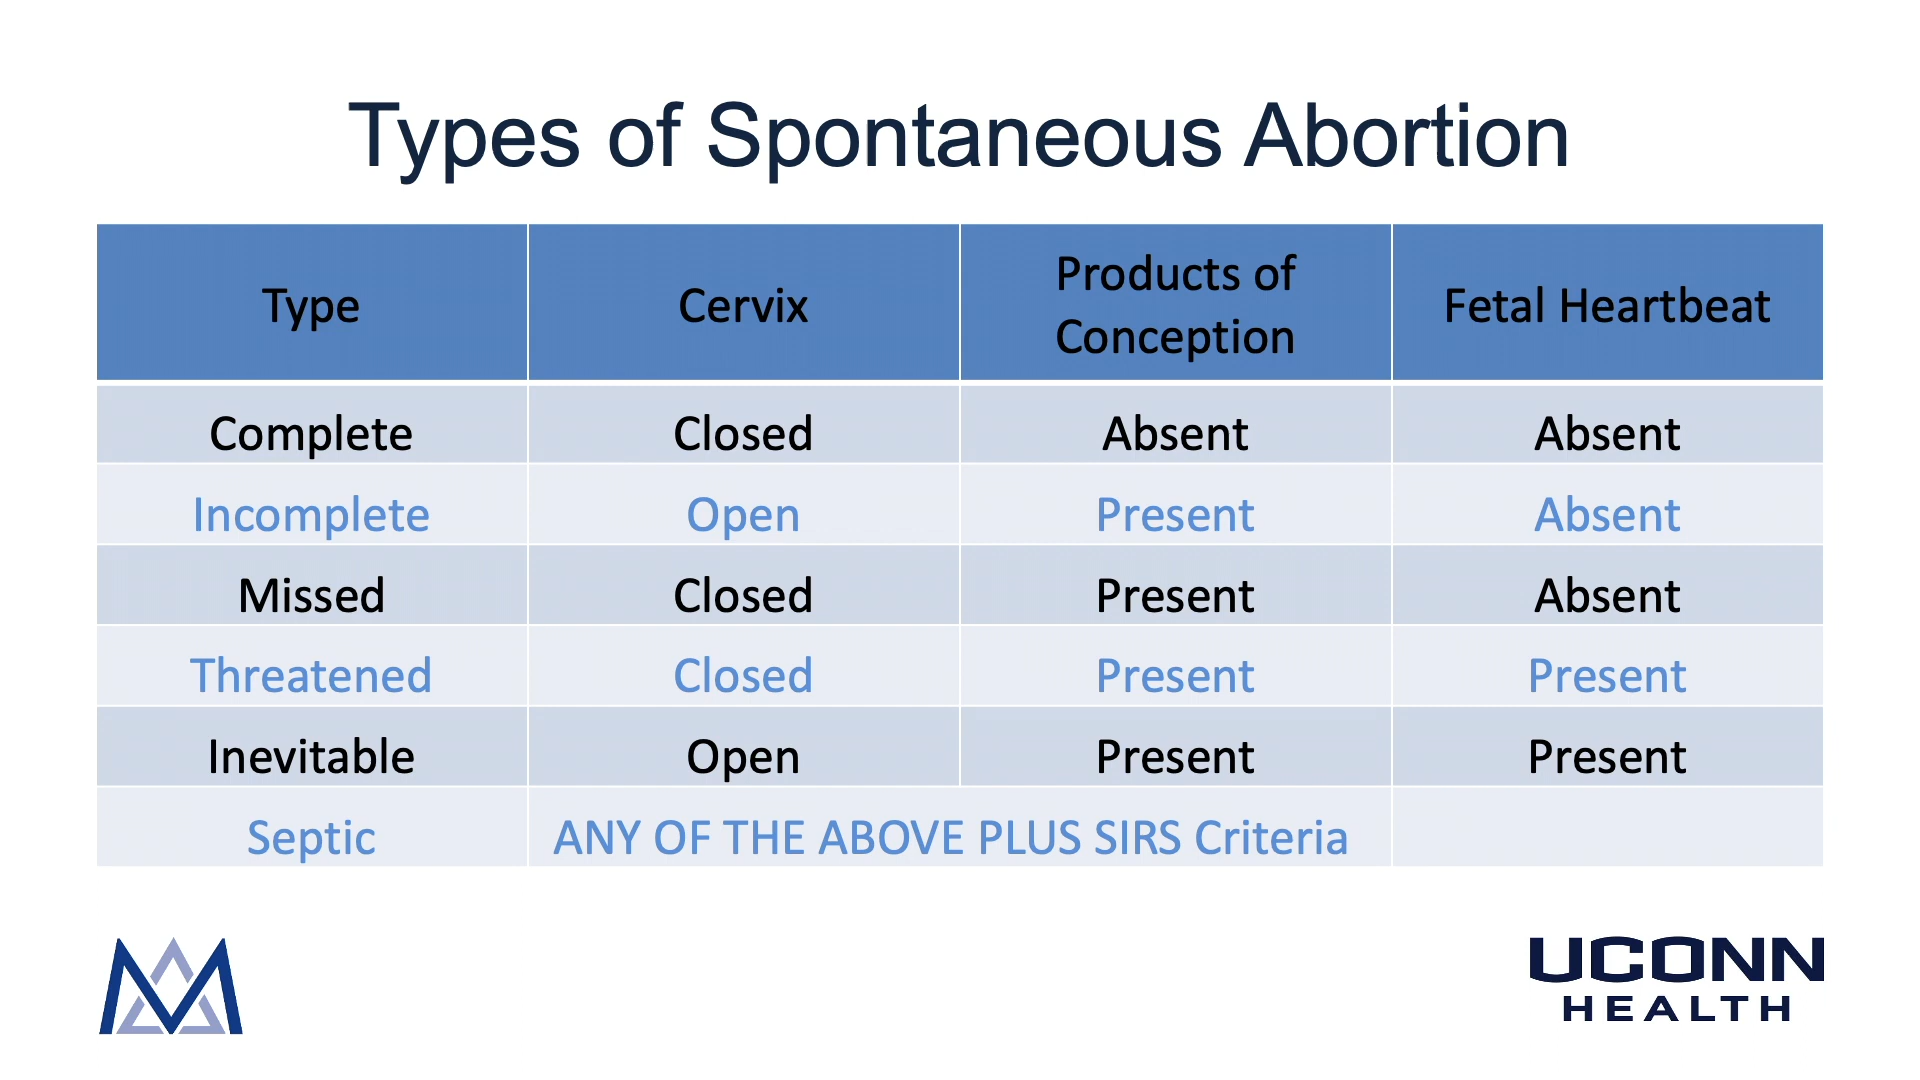 Types of Spontaneous Abortion
Type Cervix Products of Conception Fetal Heartbeat
Complete Closed Absent Absent
Incomplete Open Present Absent
Missed Closed Present Absent
Threatened Closed Present Present
Inevitable Open Present Present
Septic ANY OF THE ABOVE PLUS SIRS Criteria
UCONN
HEALTH